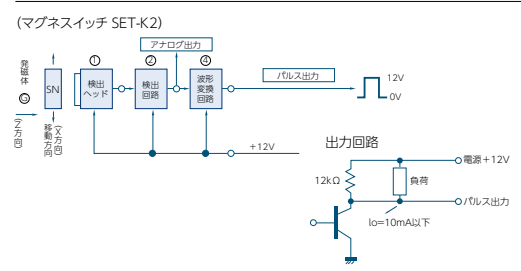 （マグネスイッチ SET-K2）
アナログ出力
発磁体
Ⓖ
（Z方向）
SN
（X方向）
移動方向
①
検出
ヘッド
②
検出
回路
④
波形
変換
回路
パルス出力
12V
0V
+12V
出力回路
12kΩ
負荷
電源+12V
パルス出力
Io=10mA以下